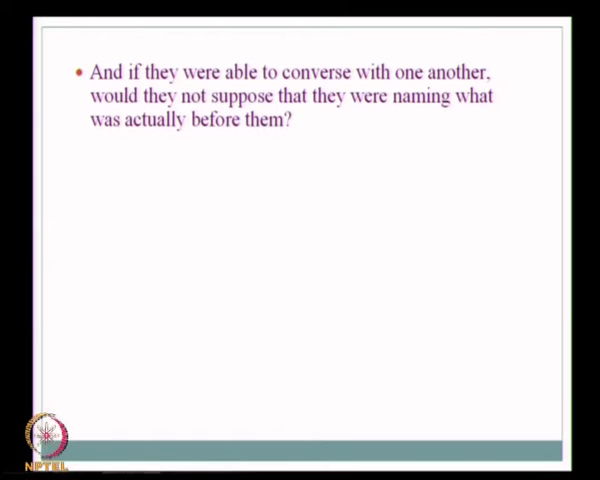 And if they were able to converse with one another,
would they not suppose that they were naming what
was actually before them?
NPTEL